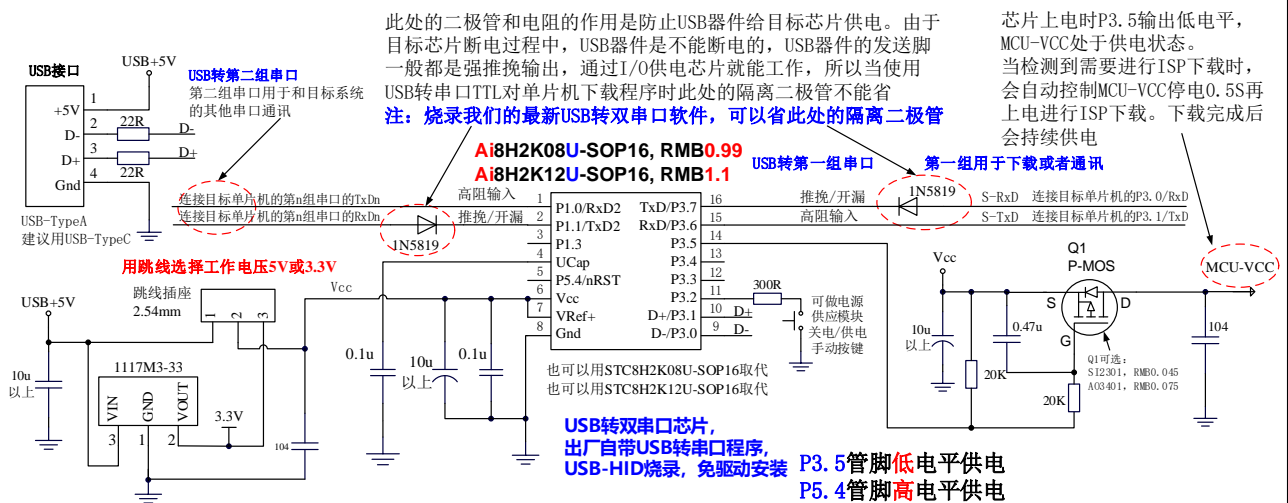 此处的二极管和电阻的作用是防止USB器件给目标芯片供电。由于
目标芯片断电过程中，USB器件是不能断电的，USB器件的发送脚
一般都是强推挽输出，通过I/O供电芯片就能工作，所以当使用
USB转串口TTL对单片机下载程序时此处的隔离二极管不能省
注：烧录我们的最新USB转双串口软件，可以省此处的隔离二极管
芯片上电时P3.5输出低电平，
MCU-VCC处于供电状态。
当检测到需要进行ISP下载时，
会自动控制MCU-VCC停电0.5S再
上电进行ISP下载。下载完成后
会持续供电
USB接口
USB+5V
+5V
1
D-
2
22R
D-
D+
3
22R
D+
Gnd
4
USB-TypeA
建议用USB-TypeC
USB转第二组串口
第二组串口用于和目标系统
的其他串口通讯
连接目标单片机的第n组串口的TxDn
连接目标单片机的第n组串口的RxDn
高阻输入
推挽/开漏
1N5819
Ai8H2K08U-SOP16, RMB0.99
Ai8H2K12U-SOP16, RMB1.1
USB转第一组串口
第一组用于下载或者通讯
1 P1.0/RxD2
2 P1.1/TxD2
3 P1.3
4 UCap
5 P5.4/nRST
6 Vcc
7 VRef+
8 Gnd
TxD/P3.7 16
RxD/P3.6 15
P3.5 14
P3.4 13
P3.3 12
P3.2 11
D+/P3.1 10 D+
D-/P3.0 9 D-
推挽/开漏
高阻输入
1N5819
S-RxD 连接目标单片机的P3.0/RxD
S-TxD 连接目标单片机的P3.1/TxD
300R
可做电源
供应模块
关电/供电
手动按键
也可以用STC8H2K08U-SOP16取代
也可以用STC8H2K12U-SOP16取代
用跳线选择工作电压5V或3.3V
USB+5V
跳线插座
2.54mm
1
2
3
Vcc
10u
以上
1117M3-33
VIN
GND
VOUT
3
1
2
3.3V
104
0.1u
10u
以上
0.1u
Vcc
10u
以上
0.47u
20K
20K
Q1
P-MOS
S
D
G
MCU-VCC
104
Q1可选：
SI2301, RMB0.045
AO3401, RMB0.075
USB转双串口芯片，
出厂自带USB转串口程序，
USB-HID烧录，免驱动安装
P3.5管脚低电平供电
P5.4管脚高电平供电